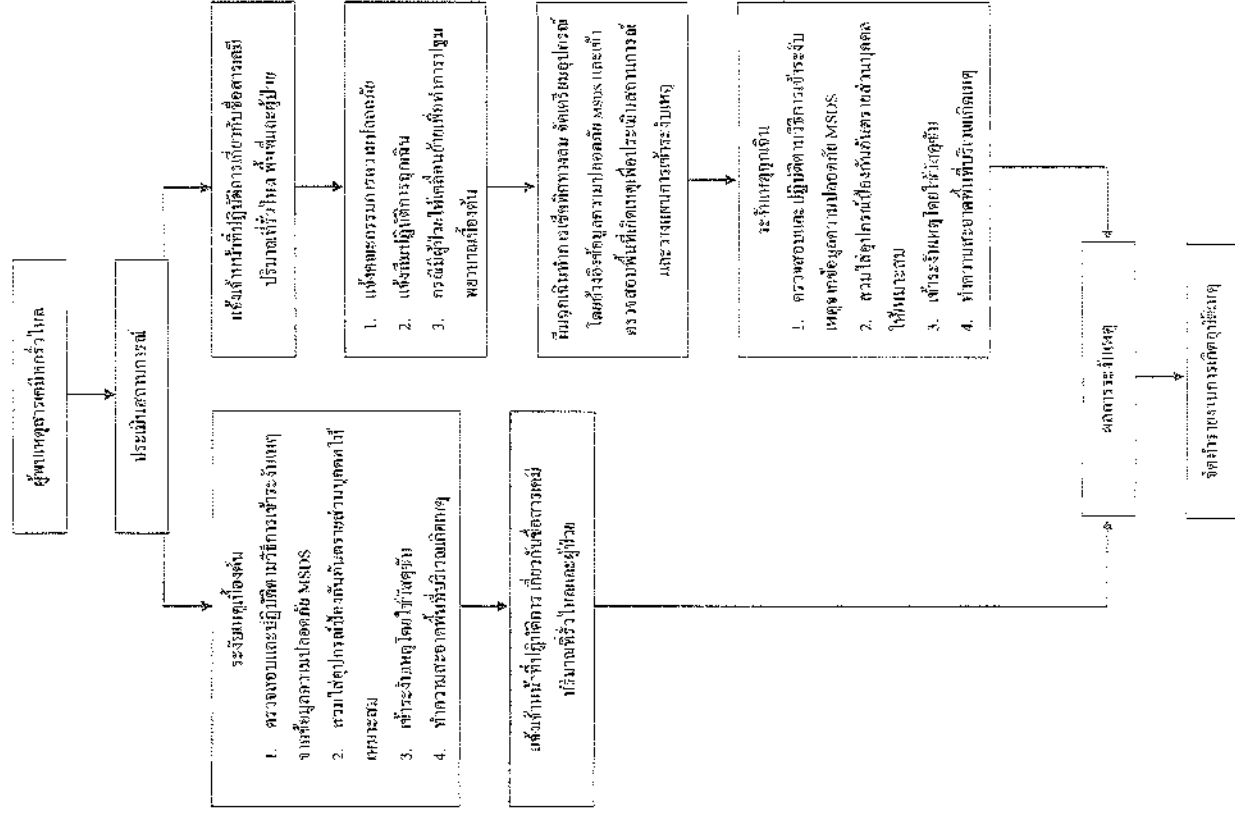 ผู้พบเหตุสารเคมีหกรั่วไหล
ประเมินสถานการณ์
ระงับเหตุเบื้องต้น
1. ตรวจสอบและปฏิบัติตามวิธีการเข้าระงับเหตุ
จากข้อมูลความปลอดภัย MSDS
2. สวมใส่อุปกรณ์ป้องกันอันตรายส่วนบุคคลให้
เหมาะสม
3. เข้าระงับเหตุโดยใช้วัสดุซับ
4. ทำความสะอาดพื้นที่บริเวณเกิดเหตุ
แจ้งเจ้าหน้าที่ปฏิบัติการ เกี่ยวกับชื่อสารเคมี
ปริมาณที่รั่วไหลและผู้ป่วย
แจ้งเจ้าหน้าที่ปฏิบัติการเกี่ยวกับชื่อสารเคมี
ปริมาณที่รั่วไหล พื้นที่และผู้ป่วย
1. แจ้งคณะกรรมการความปลอดภัย
2. แจ้งทีมปฏิบัติการฉุกเฉิน
3. กรณีมีผู้ป่วยให้เคลื่อนย้ายเพื่อทำการปฐม
พยาบาลเบื้องต้น
ทีมฉุกเฉินทำการเช็คทิศทางลม จัดเตรียมอุปกรณ์
โดยอ้างอิงข้อมูลความปลอดภัย MSDS และเข้า
ตรวจสอบพื้นที่เกิดเหตุเพื่อประเมินสถานการณ์
และวางแผนการเข้าระงับเหตุ
ระงับเหตุฉุกเฉิน
1. ตรวจสอบและปฏิบัติตามวิธีการเข้าระงับ
เหตุจากข้อมูลความปลอดภัย MSDS
2. สวมใส่อุปกรณ์ป้องกันอันตรายส่วนบุคคล
ให้เหมาะสม
3. เข้าระงับเหตุโดยใช้วัสดุซับ
4. ทำความสะอาดพื้นที่บริเวณเกิดเหตุ
ผลการระงับเหตุ
จัดทำรายงานการเกิดอุบัติเหตุ